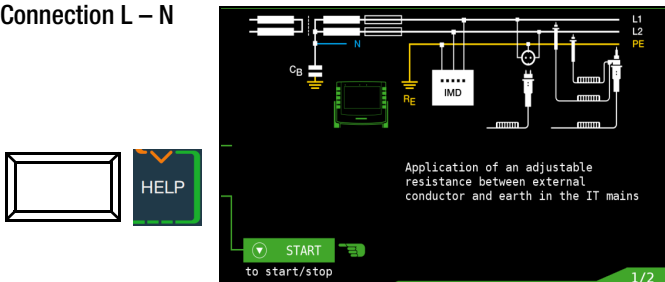 Connection L – N
L1
L2
N
PE
CB
RE
IMD
HELP
Application of an adjustable
resistance between external
conductor and earth in the IT mains
START
to start/stop
1/2